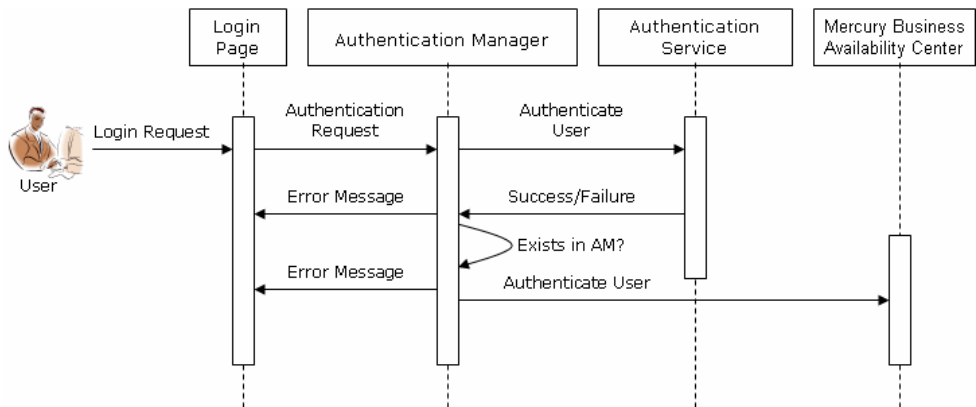 Login
Page
Authentication Manager
Authentication
Service
Mercury Business
Availability Center
Login Request
User
Authentication
Request
Authenticate
User
Error Message
Success/Failure
Exists in AM?
Error Message
Authenticate User